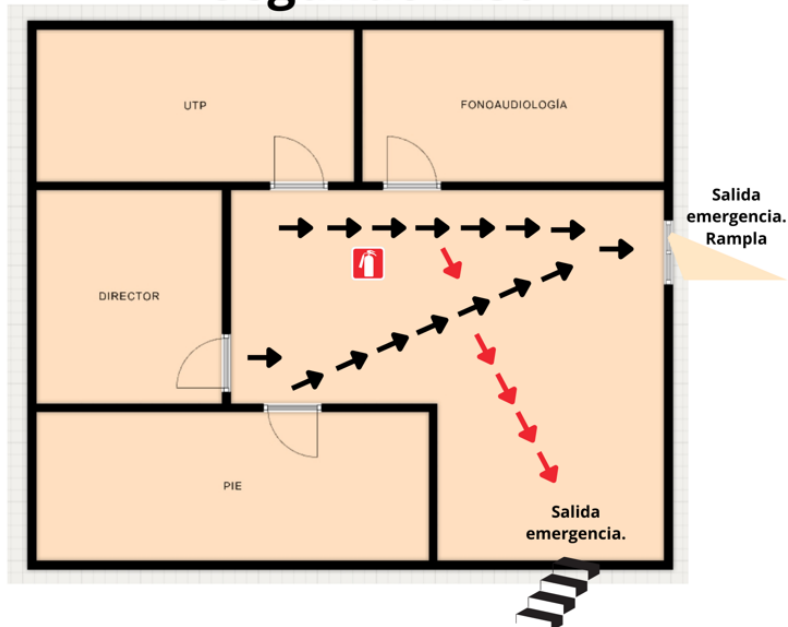 UTP
FONOAUDIOLOGÍA
Salida
emergencia.
Rampla
DIRECTOR
PIE
Salida
emergencia.